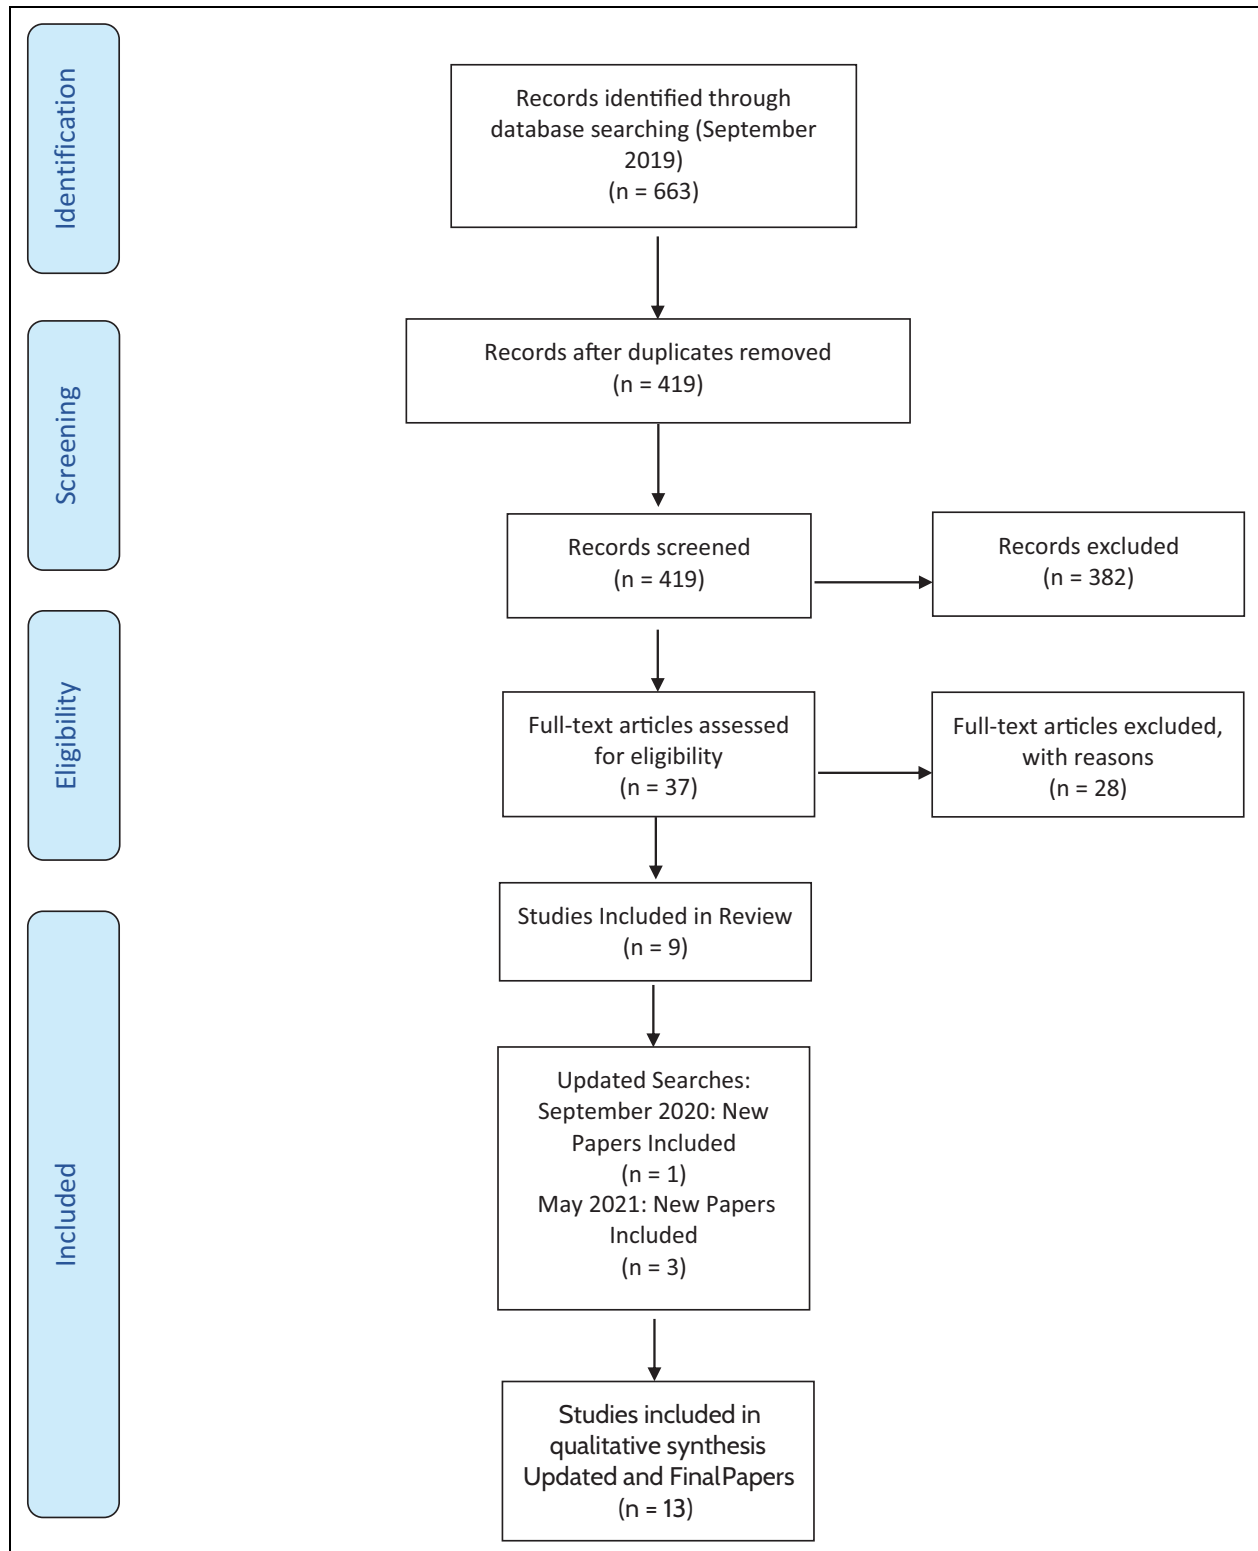 Identification
Records identified through
database searching (September
2019)
(n = 663)
Screening
Records after duplicates removed
(n = 419)
Records screened
(n = 419)
Records excluded
(n = 382)
Eligibility
Full-text articles assessed
for eligibility
(n = 37)
Full-text articles excluded,
with reasons
(n = 28)
Included
Studies Included in Review
(n = 9)
Updated Searches:
September 2020: New
Papers Included
(n = 1)
May 2021: New Papers
Included
(n = 3)
Studies included in
qualitative synthesis
Updated and Final Papers
(n = 13)